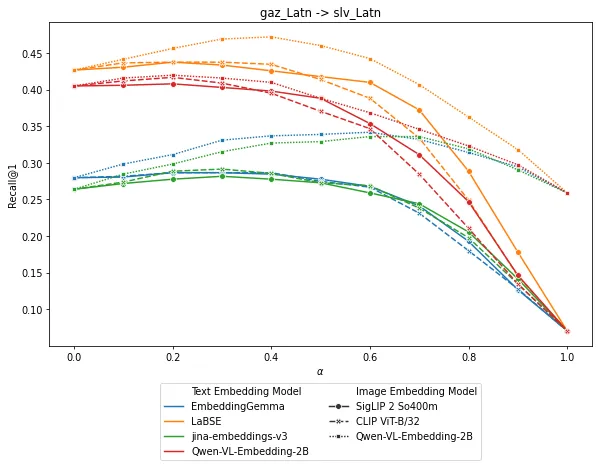 gaz_Latn -> slv_Latn
Recall@1
0.45
0.40
0.35
0.30
0.25
0.20
0.15
0.10
0.0 0.2 0.4 0.6 0.8 1.0
α
Text Embedding Model
EmbeddingGemma
LaBSE
jina-embeddings-v3
Qwen-VL-Embedding-2B
Image Embedding Model
SigLIP 2 So400m
CLIP ViT-B/32
Qwen-VL-Embedding-2B